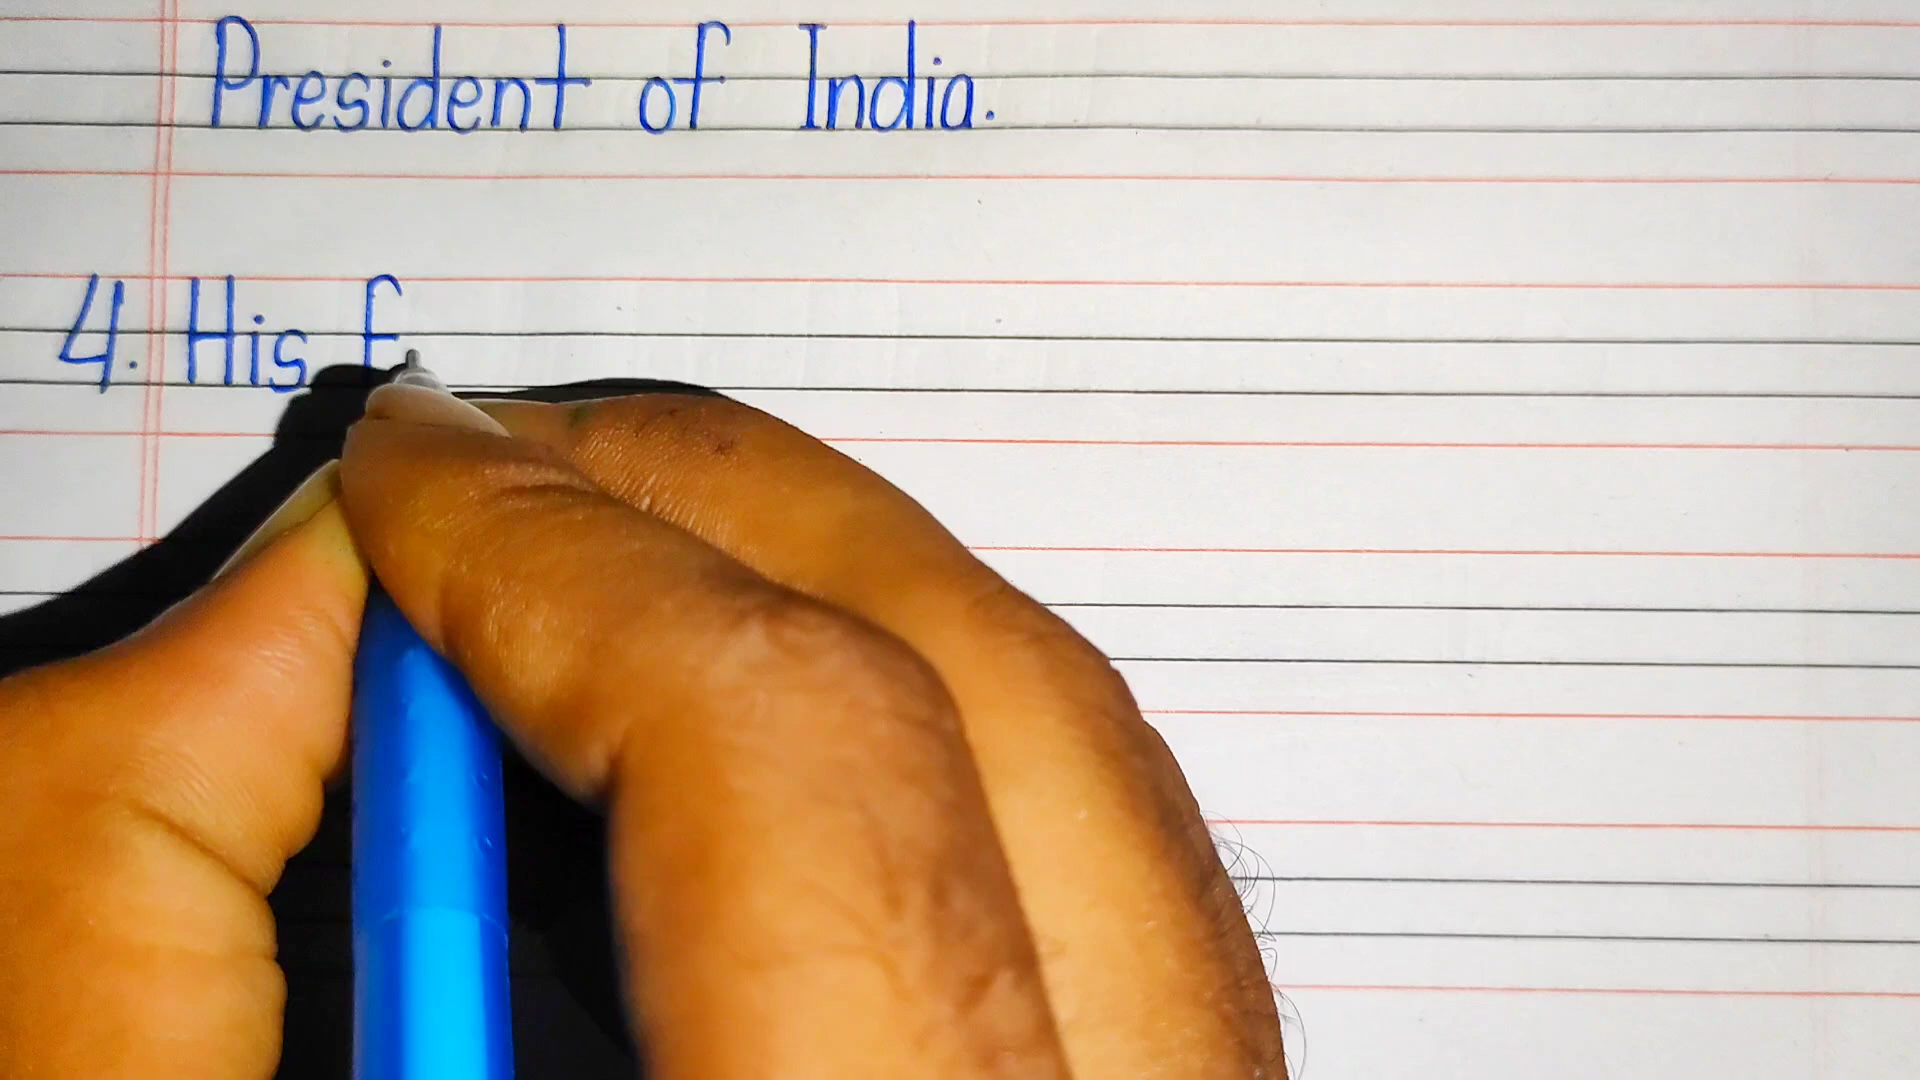 President of India.
4. His f